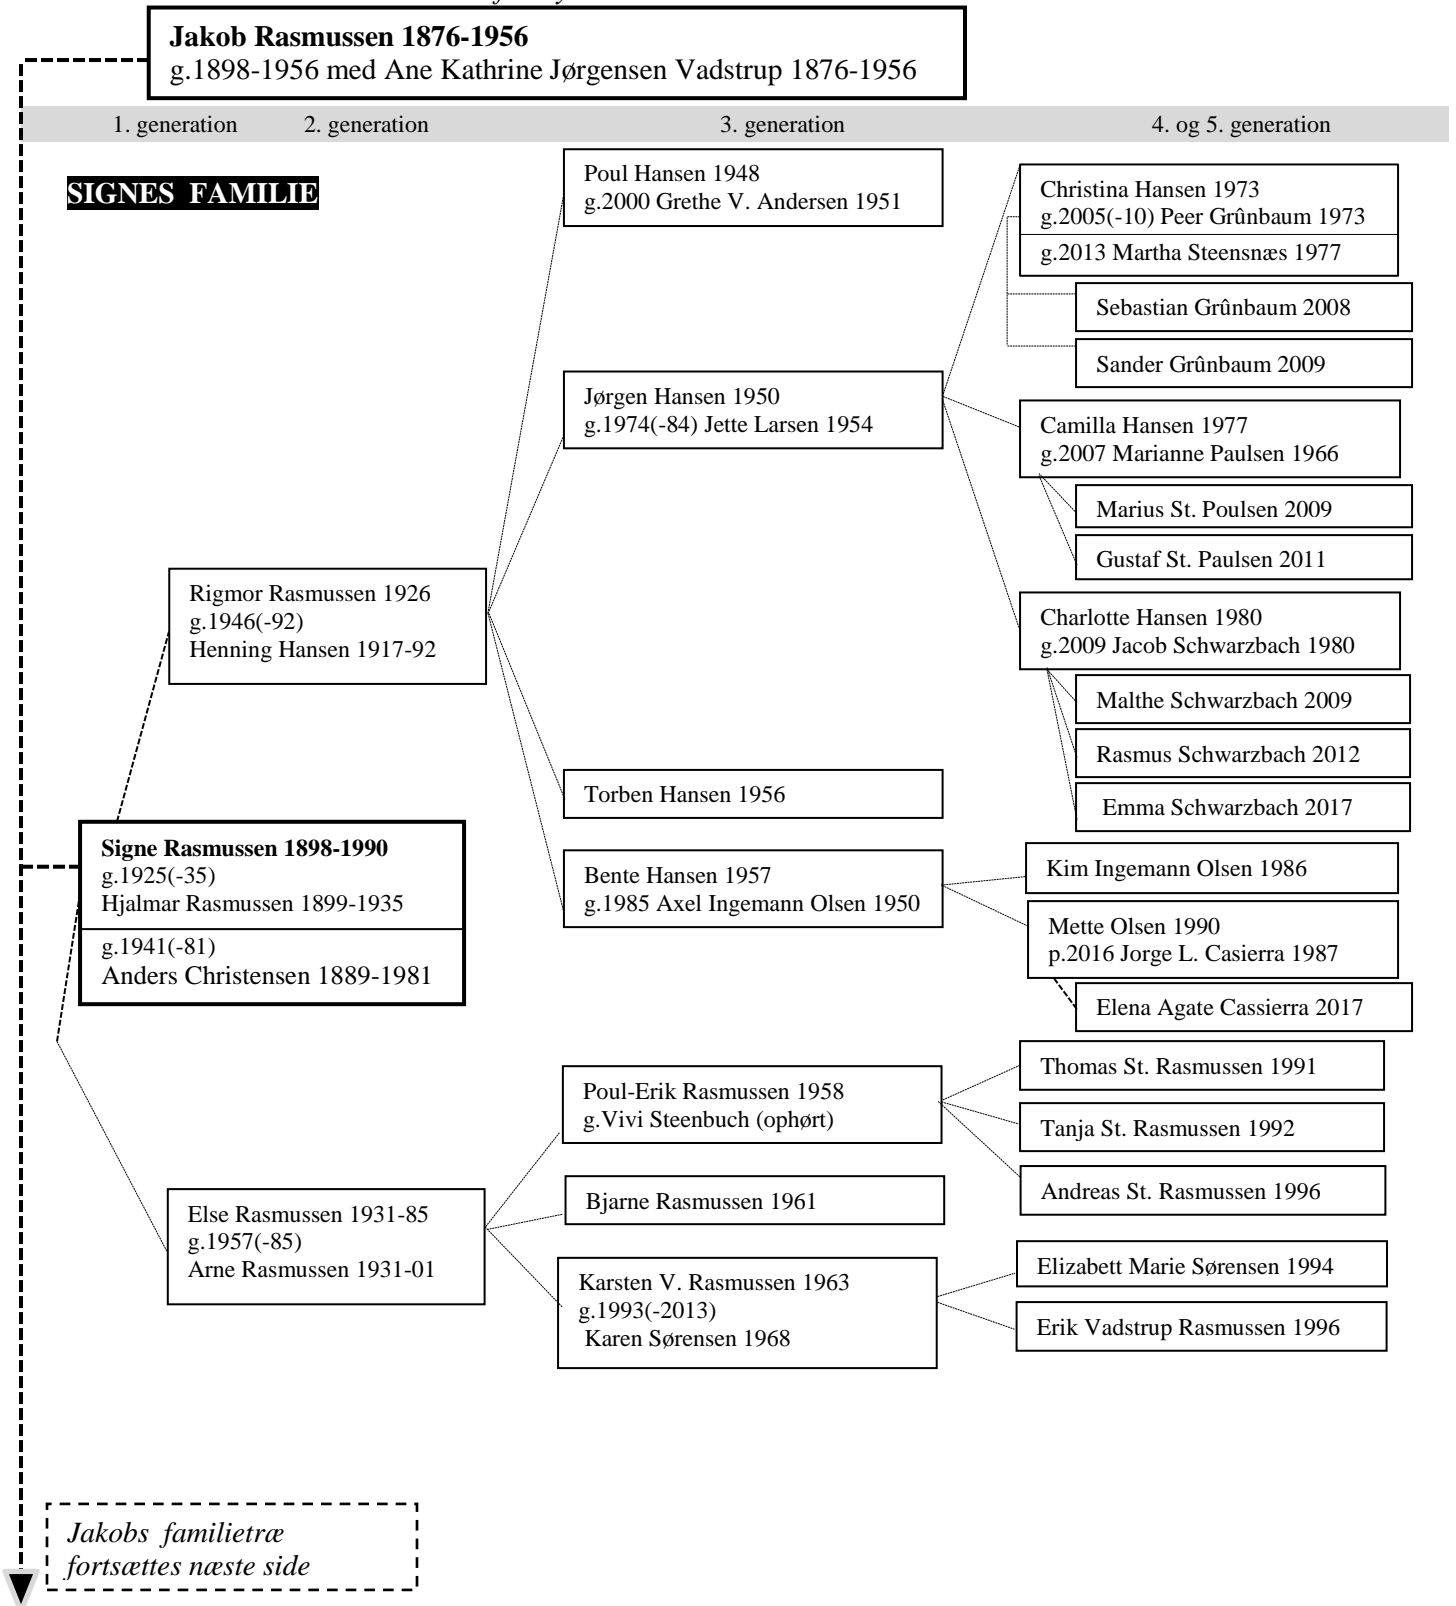 Jakob Rasmussen 1876-1956
g.1898-1956 med Ane Kathrine Jørgensen Vadstrup 1876-1956
1. generation
2. generation
3. generation
4. og 5. generation
SIGNES FAMILIE
Poul Hansen 1948
g.2000 Grethe V. Andersen 1951
Christina Hansen 1973
g.2005(-10) Peer Grûnbaum 1973
g.2013 Martha Steensnæs 1977
Sebastian Grûnbaum 2008
Sander Grûnbaum 2009
Jørgen Hansen 1950
g.1974(-84) Jette Larsen 1954
Camilla Hansen 1977
g.2007 Marianne Paulsen 1966
Marius St. Poulsen 2009
Gustaf St. Paulsen 2011
Rigmor Rasmussen 1926
g.1946(-92)
Henning Hansen 1917-92
Charlotte Hansen 1980
g.2009 Jacob Schwarzbach 1980
Malthe Schwarzbach 2009
Rasmus Schwarzbach 2012
Emma Schwarzbach 2017
Torben Hansen 1956
Signe Rasmussen 1898-1990
g.1925(-35)
Hjalmar Rasmussen 1899-1935
g.1941(-81)
Anders Christensen 1889-1981
Bente Hansen 1957
g.1985 Axel Ingemann Olsen 1950
Kim Ingemann Olsen 1986
Mette Olsen 1990
p.2016 Jorge L. Casierra 1987
Elena Agate Cassierra 2017
Poul-Erik Rasmussen 1958
g.Vivi Steenbuch (ophørt)
Thomas St. Rasmussen 1991
Tanja St. Rasmussen 1992
Andreas St. Rasmussen 1996
Else Rasmussen 1931-85
g.1957(-85)
Arne Rasmussen 1931-01
Bjarne Rasmussen 1961
Karsten V. Rasmussen 1963
g.1993(-2013)
Karen Sørensen 1968
Elizabett Marie Sørensen 1994
Erik Vadstrup Rasmussen 1996
Jakobs familietræ
fortsættes næste side